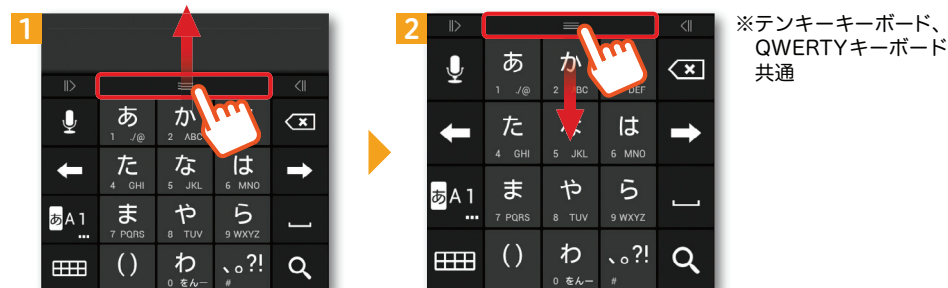 1
あ
1 ./@
か
2 ABC
た
4 GHI
な
5 JKL
は
6 MNO
あA1
ま
7 PQRS
や
8 TUV
ら
9 WXYZ
( )
わ
0 をんー
、。?!
#
2
あ
1 ./@
か
2 ABC
DEF
た
4 GHI
5 JKL
は
6 MNO
あA1
ま
7 PQRS
や
8 TUV
ら
9 WXYZ
( )
わ
0 をんー
、。?!
#
※テンキーキーボード、
QWERTYキーボード
共通